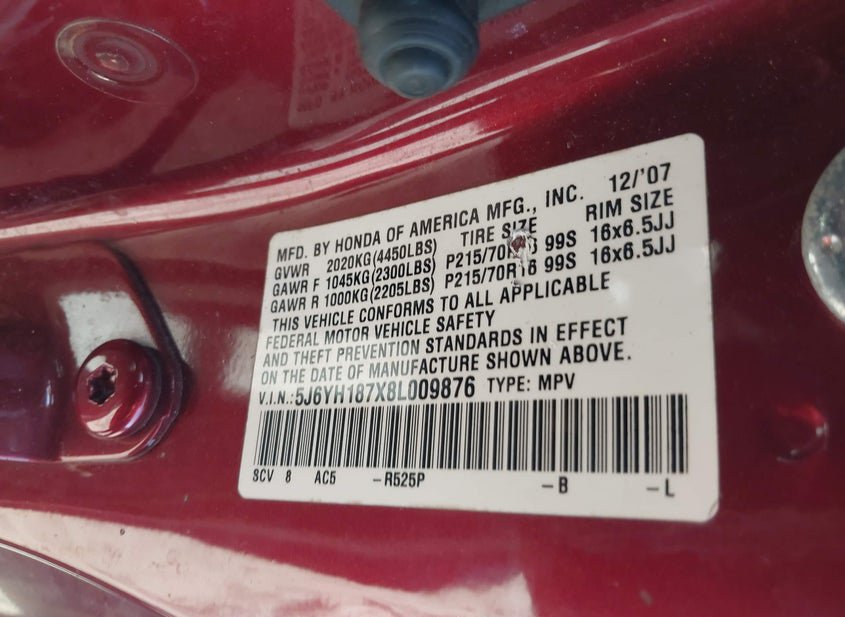 MFD. BY HONDA OF AMERICA MFG., INC. 12/'07
GVWR 2020KG(4450LBS) TIRE SIZE RIM SIZE
GAWR F 1045KG(2300LBS) P215/70R16 99S 16x6.5JJ
GAWR R 1000KG(2205LBS) P215/70R16 99S 16x6.5JJ
THIS VEHICLE CONFORMS TO ALL APPLICABLE
FEDERAL MOTOR VEHICLE SAFETY
AND THEFT PREVENTION STANDARDS IN EFFECT
ON THE DATE OF MANUFACTURE SHOWN ABOVE.
V.I.N.:5J6YH187X8L009876 TYPE: MPV
SCV 8 AC5 -R525P -B -L